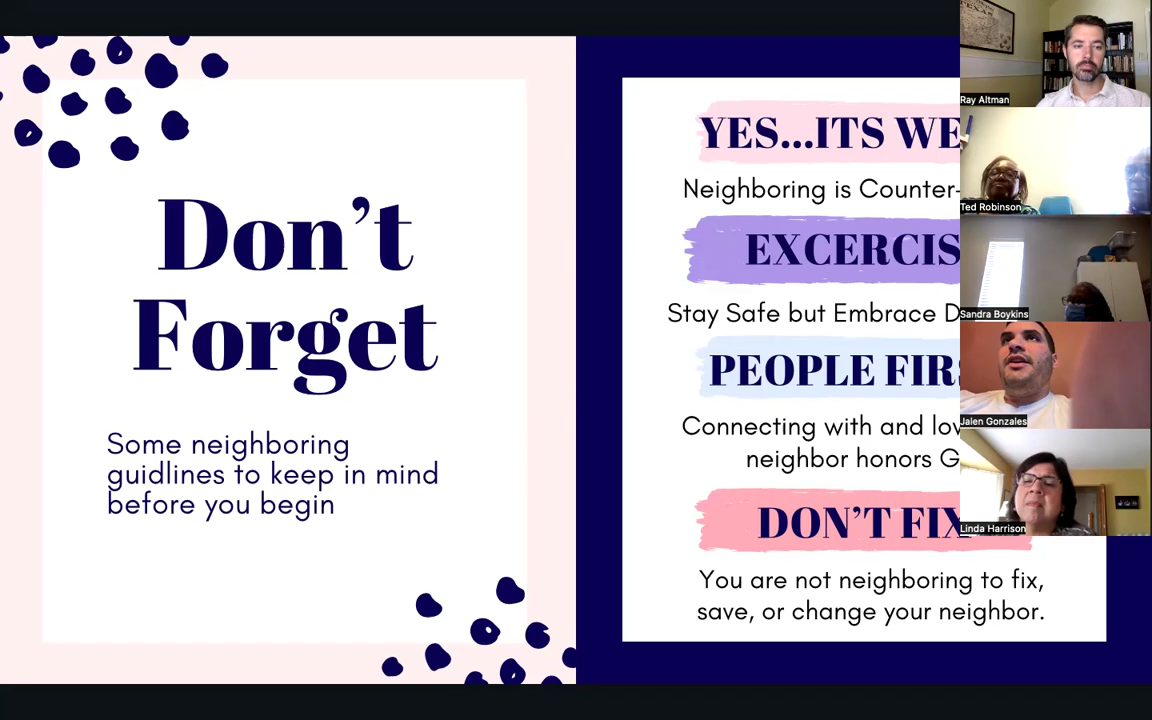 Don't
Forget
Some neighboring
guidlines to keep in mind
before you begin
YES...ITS WE
Neighboring is Counter-
EXCERCIS
Stay Safe but Embrace D
PEOPLE FIRS
Connecting with and lov
neighbor honors G
DON'T FIX
You are not neighboring to fix,
save, or change your neighbor.
Ray Altman
Ted Robinson
Sandra Boykins
Jalen Gonzales
Linda Harrison